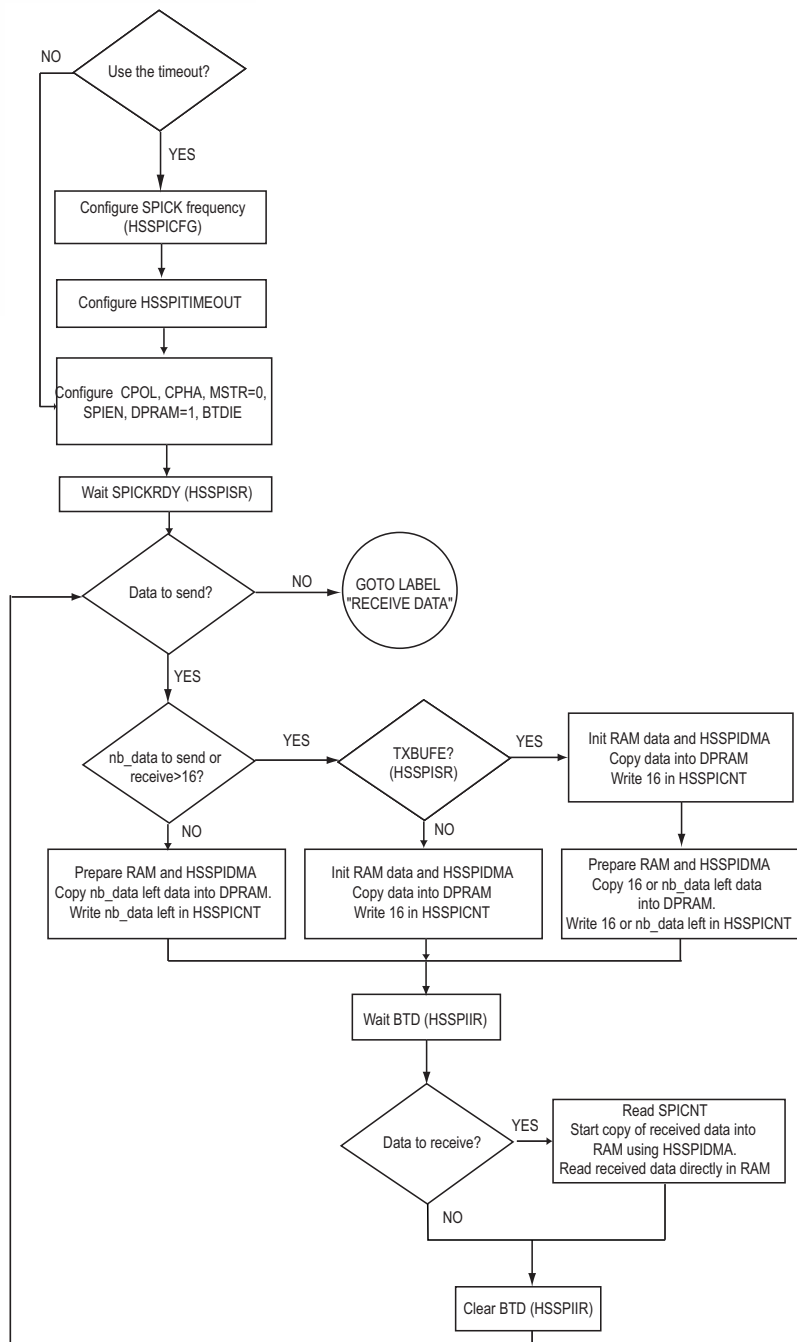 Use the timeout?
NO
YES
Configure SPICK frequency
(HSSPICFG)
Configure HSSPITIMEOUT
Configure CPOL, CPHA, MSTR=0,
SPIEN, DPRAM=1, BTDIE
Wait SPICKRDY (HSSPISR)
Data to send?
NO
GOTO LABEL
"RECEIVE DATA"
YES
nb_data to send or
receive>16?
YES
TXBUFE?
(HSSPISR)
YES
Init RAM data and HSSPIDMA
Copy data into DPRAM
Write 16 in HSSPICNT
NO
NO
Prepare RAM and HSSPIDMA
Copy nb_data left data into DPRAM.
Write nb_data left in HSSPICNT
Init RAM data and HSSPIDMA
Copy data into DPRAM
Write 16 in HSSPICNT
Prepare RAM and HSSPIDMA
Copy 16 or nb_data left data
into DPRAM.
Write 16 or nb_data left in HSSPICNT
Wait BTD (HSSPIIR)
Data to receive?
YES
Read SPICNT
Start copy of received data into
RAM using HSSPIDMA.
Read received data directly in RAM
NO
Clear BTD (HSSPIIR)